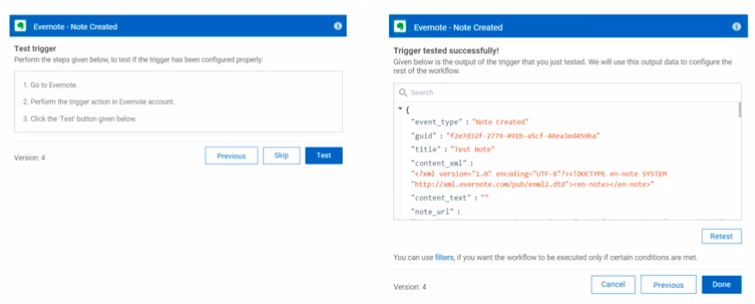 Evernote - Note Created
Test trigger
Perform the steps given below, to test if the trigger has been configured properly:
1. Go to Evernote.
2. Perform the trigger action in Evernote account.
3. Click the 'Test' button given below.
Version: 4
Previous
Skip
Test
Evernote - Note Created
Trigger tested successfully!
Given below is the output of the trigger that you just tested. We will use this output data to configure the
rest of the workflow.
Search
{
"event_type" : "Note Created"
"guid" : "f2e7d32f-2779-491b-a5cf-40ea3ed459ba"
"title" : "Test Note"
"content_xml" :
"<?xml version="1.0" encoding="UTF-8"?><!DOCTYPE en-note SYSTEM
"http://xml.evernote.com/pub/enml2.dtd"><en-note></en-note>"
"content_text" : ""
"note_url" :
Retest
You can use filters, if you want the workflow to be executed only if certain conditions are met.
Version: 4
Cancel
Previous
Done